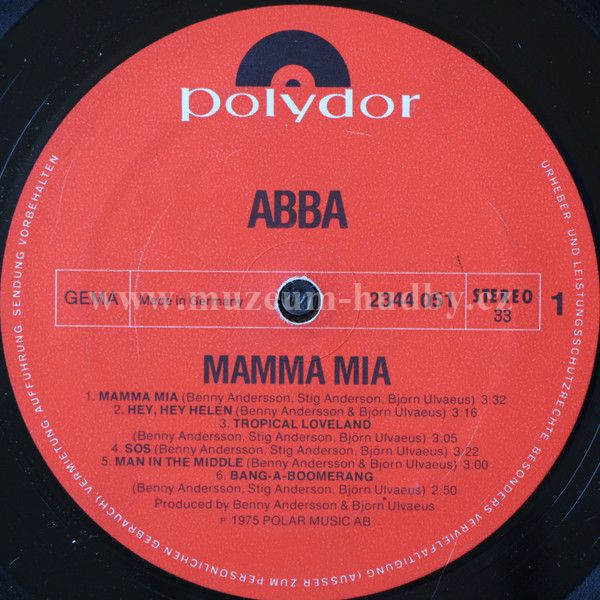 polydor
ABBA
GEMA Made in Germany 2344 051 STEREO 33 1
www.muzeum-hudby.cz
MAMMA MIA
1. MAMMA MIA (Benny Andersson, Stig Anderson, Björn Ulvaeus) 3:32
2. HEY, HEY HELEN (Benny Andersson & Björn Ulvaeus) 3:16
3. TROPICAL LOVELAND
(Benny Andersson, Stig Anderson, Björn Ulvaeus) 3:05
4. SOS (Benny Andersson, Stig Anderson, Björn Ulvaeus) 3:22
5. MAN IN THE MIDDLE (Benny Andersson & Björn Ulvaeus) 3:00
6. BANG-A-BOOMERANG
(Benny Andersson, Stig Anderson, Björn Ulvaeus) 2:50
Produced by Benny Andersson & Björn Ulvaeus
℗ 1975 POLAR MUSIC AB
URHEBER- UND LEISTUNGSSCHUTZRECHTE BESONDERS VERVIELFÄLTIGUNG (AUSSER ZUM PERSÖNLICHEN GEBRAUCH) VERMIETUNG, AUFFÜHRUNG, SENDUNG VORBEHALTEN